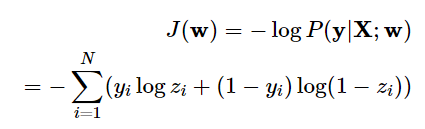 J(w) = − log P(y|X; w)
= − ∑_{i=1}^{N} (y_i log z_i + (1 − y_i) log(1 − z_i))